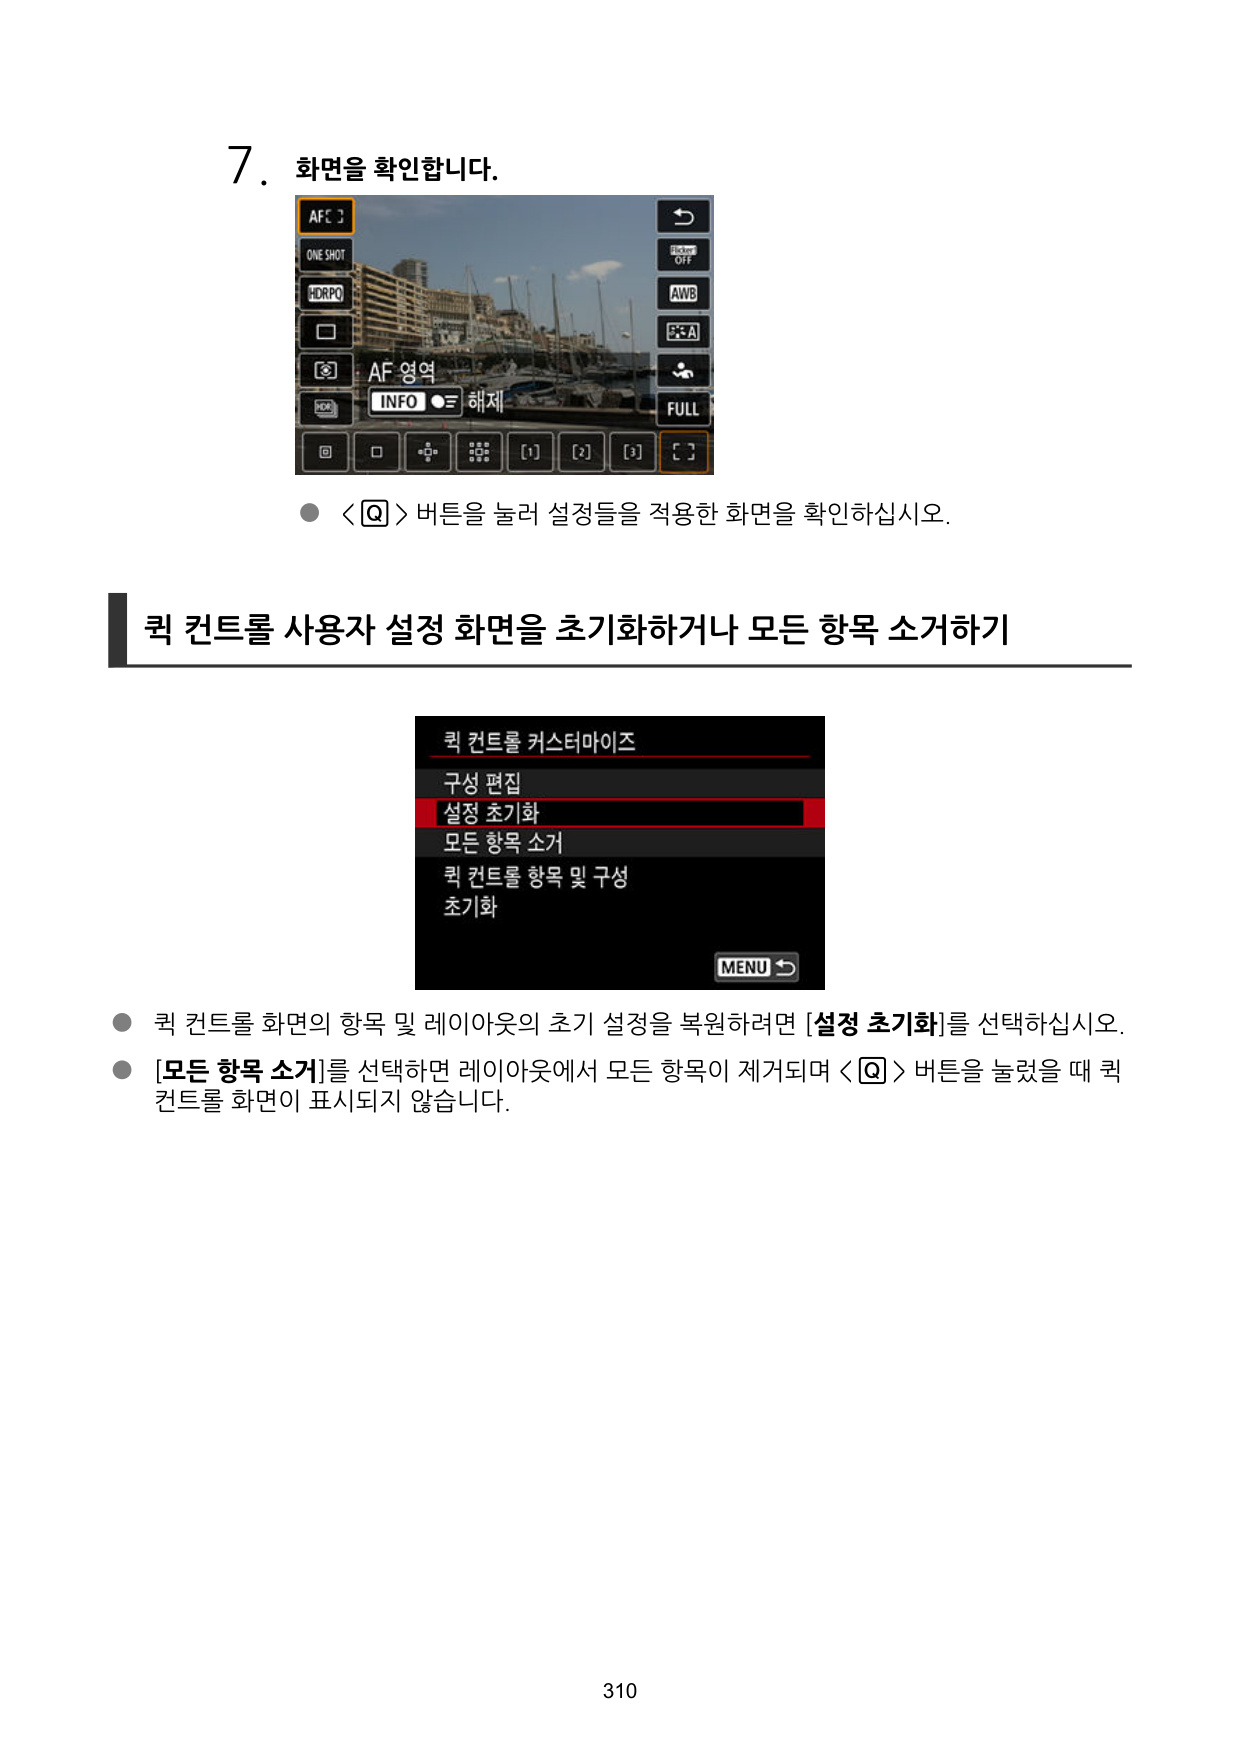 7. 화면을 확인합니다.
AF[ ]
ONE SHOT
Flicker
OFF
HDRPQ
AWB
A
AF 영역
INFO 해제
HDR
FULL
[1] [2] [3]
<Q> 버튼을 눌러 설정들을 적용한 화면을 확인하십시오.
퀵 컨트롤 사용자 설정 화면을 초기화하거나 모든 항목 소거하기
퀵 컨트롤 커스터마이즈
구성 편집
설정 초기화
모든 항목 소거
퀵 컨트롤 항목 및 구성
초기화
MENU
● 퀵 컨트롤 화면의 항목 및 레이아웃의 초기 설정을 복원하려면 [설정 초기화]를 선택하십시오.
● [모든 항목 소거]를 선택하면 레이아웃에서 모든 항목이 제거되며 <Q> 버튼을 눌렀을 때 퀵
컨트롤 화면이 표시되지 않습니다.
310